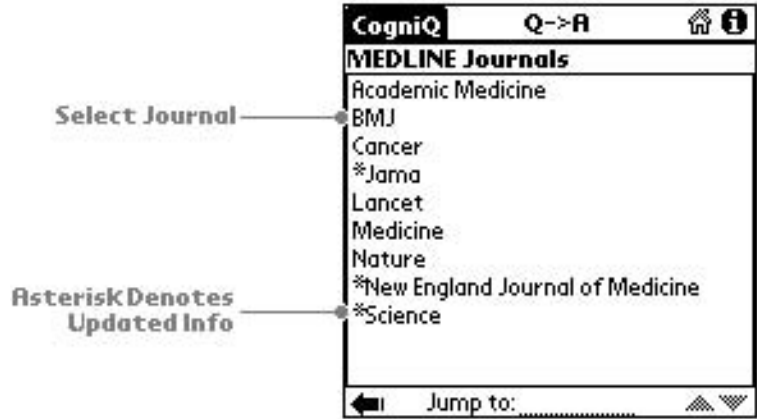 CogniQ Q->A
MEDLINE Journals
Academic Medicine
Select Journal
BMJ
Cancer
*Jama
Lancet
Medicine
Nature
*New England Journal of Medicine
Asterisk Denotes
Updated Info
*Science
Jump to: